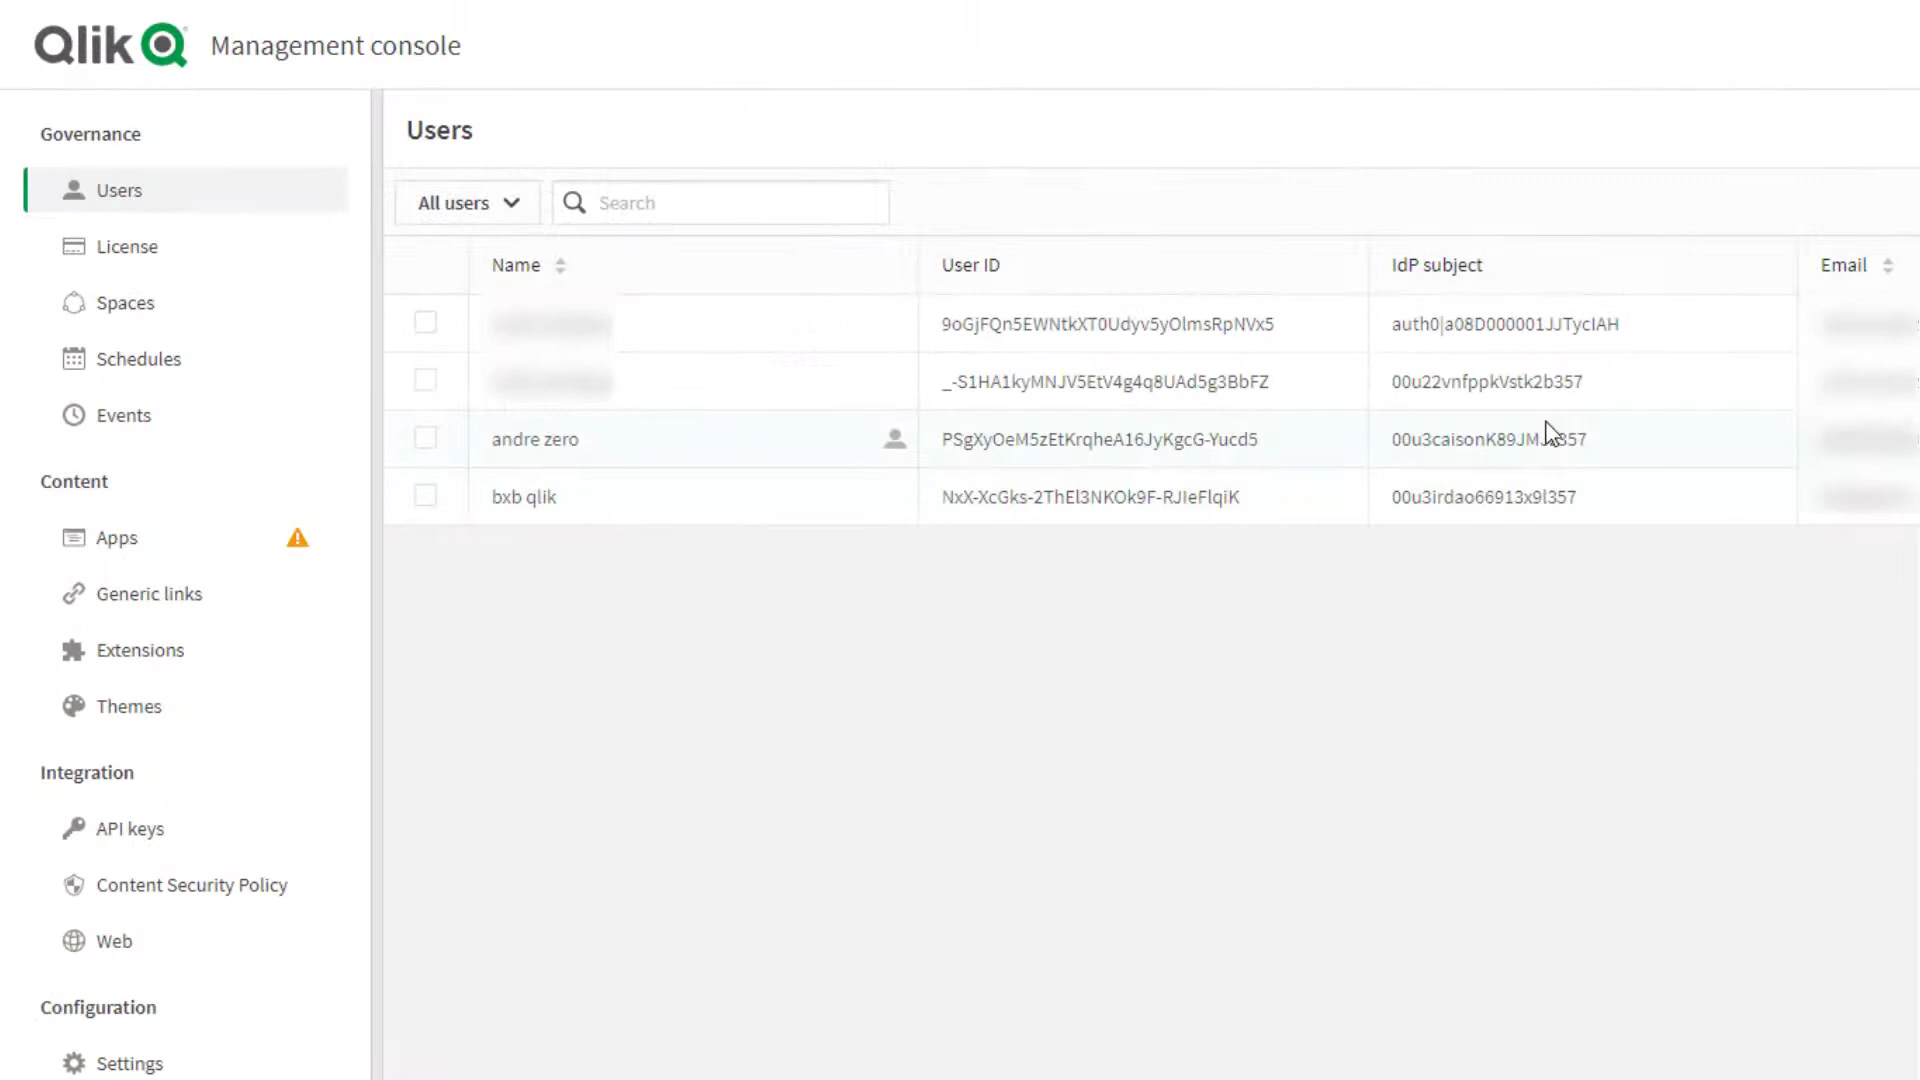 Qlik Management console
Governance
Users
License
Spaces
Schedules
Events
Content
Apps
Generic links
Extensions
Themes
Integration
API keys
Content Security Policy
Web
Configuration
Settings
Users
All users Search
Name User ID IdP subject Email
9oGjFQn5EWNtkXT0Udyv5yOlmsRpNVx5 auth0|a08D000001JJTycIAH
_-S1HA1kyMNJV5EtV4g4q8UAd5g3BbFZ 00u22vnfppkVstk2b357
andre zero PSgXyOeM5zEtKrqheA16JyKgcG-Yucd5
bxb qlik NxX-XcGks-2ThEl3NKOk9F-RJIeFlqiK 00u3irdao66913x9l357